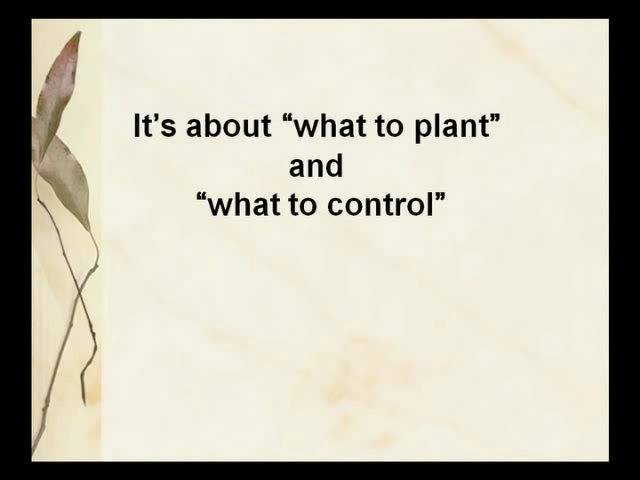 It’s about “what to plant”
and
“what to control”